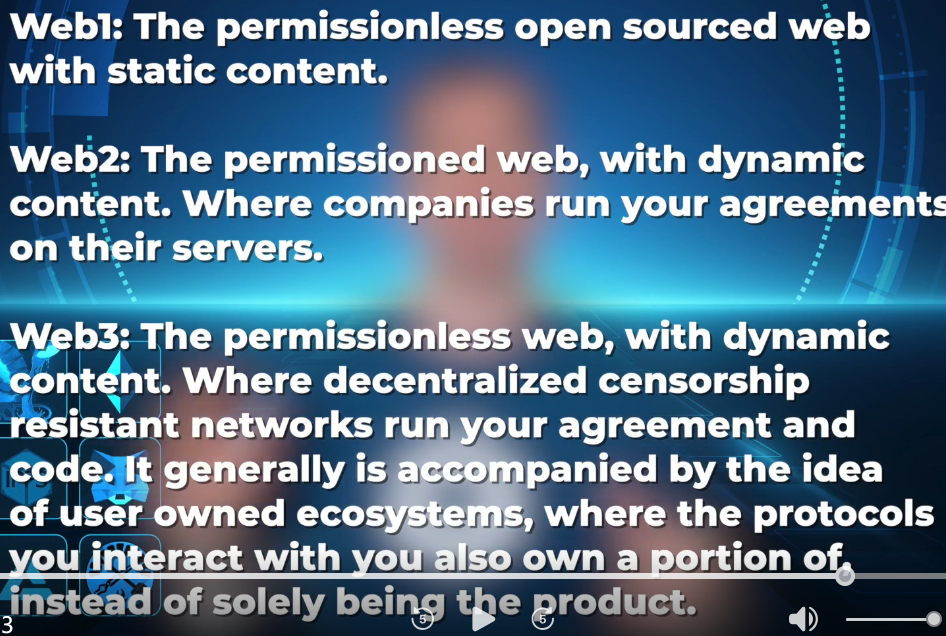 Web1: The permissionless open sourced web
with static content.
Web2: The permissioned web, with dynamic
content. Where companies run your agreements
on their servers.
Web3: The permissionless web, with dynamic
content. Where decentralized censorship
resistant networks run your agreement and
code. It generally is accompanied by the idea
of user owned ecosystems, where the protocols
you interact with you also own a portion of,
instead of solely being the product.
3
5
5